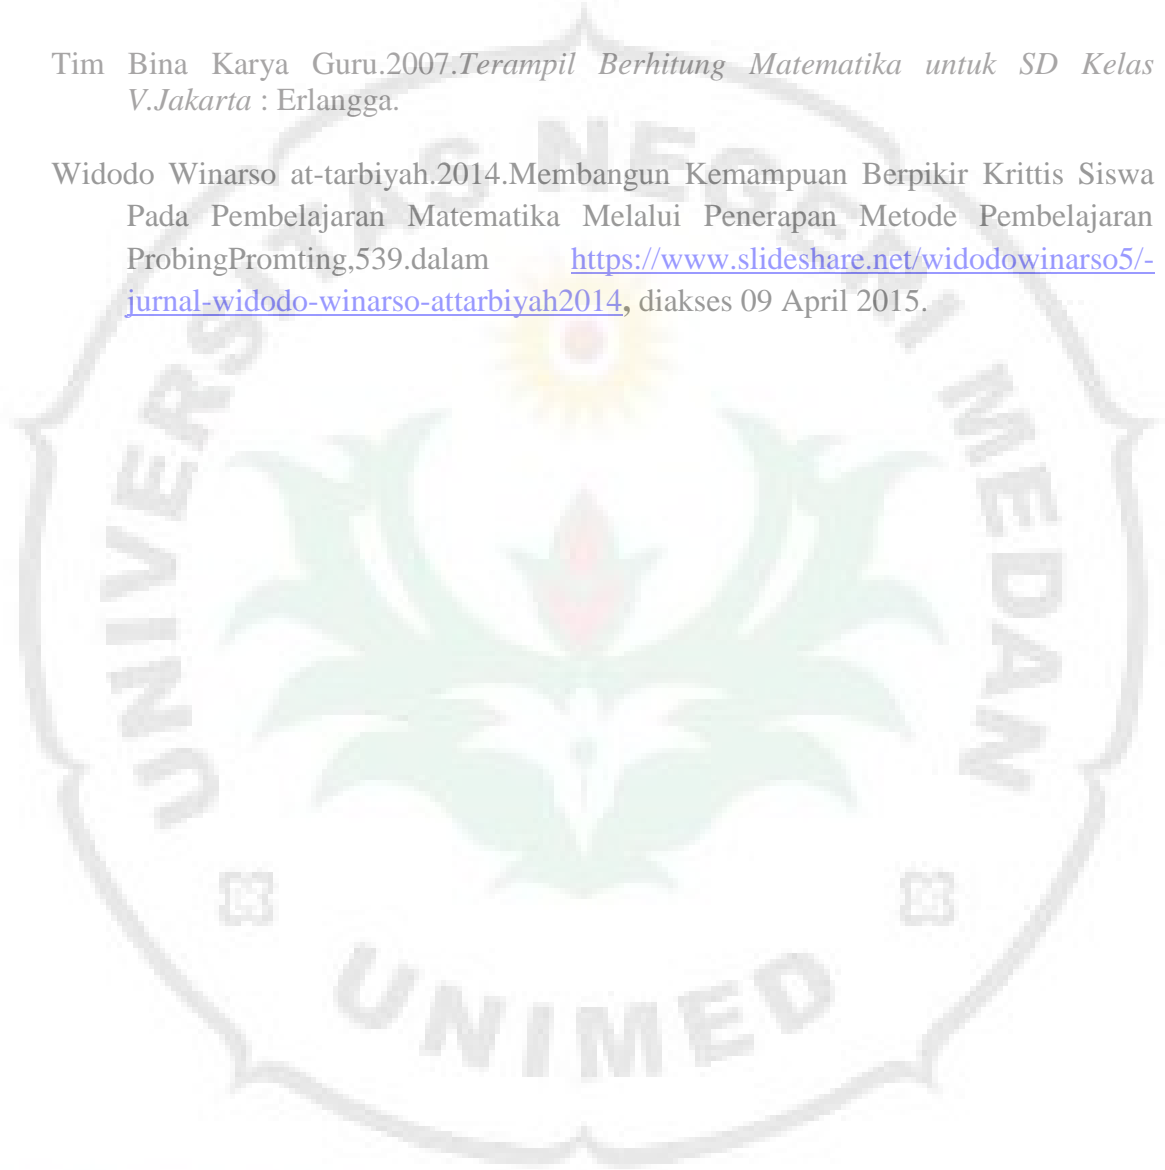 Tim Bina Karya Guru.2007.Terampil Berhitung Matematika untuk SD Kelas
V.Jakarta : Erlangga.
Widodo Winarso at-tarbiyah.2014.Membangun Kemampuan Berpikir Krittis Siswa
Pada Pembelajaran Matematika Melalui Penerapan Metode Pembelajaran
ProbingPromting,539.dalam https://www.slideshare.net/widodowinarso5/-
jurnal-widodo-winarso-attarbiyah2014, diakses 09 April 2015.
UNIVERSITAS NEGERI MEDAN
UNIMED